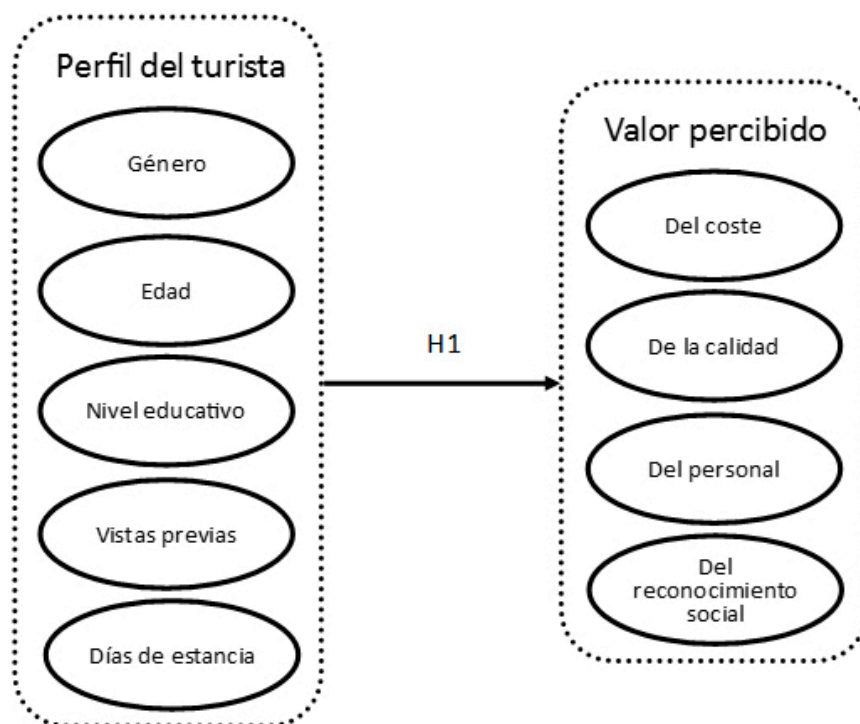 Perfil del turista
Género
Edad
Nivel educativo
Vistas previas
Días de estancia
H1
Valor percibido
Del coste
De la calidad
Del personal
Del
reconocimiento
social